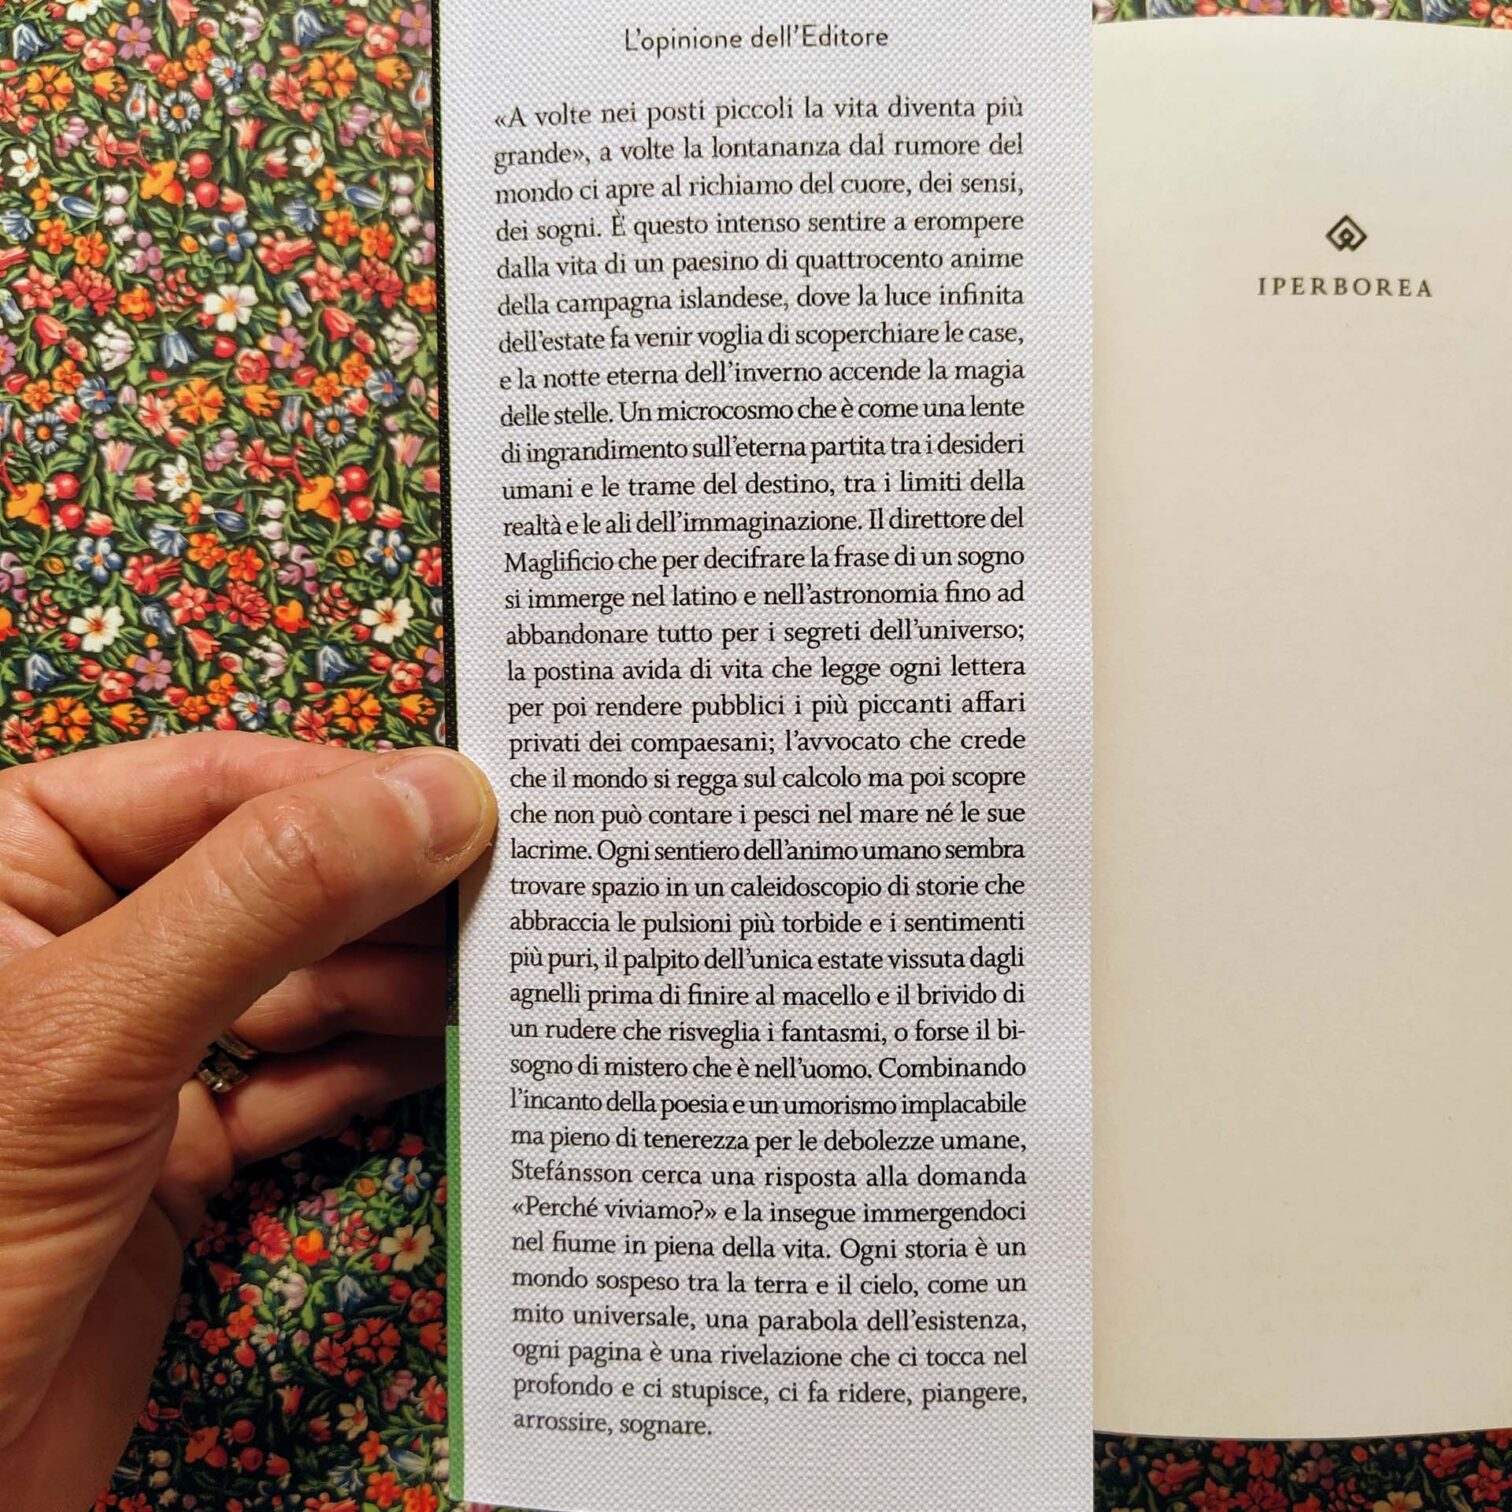 L'opinione dell'Editore
«A volte nei posti piccoli la vita diventa più
grande», a volte la lontananza dal rumore del
mondo ci apre al richiamo del cuore, dei sensi,
dei sogni. È questo intenso sentire a erompere
dalla vita di un paesino di quattrocento anime
della campagna islandese, dove la luce infinita
dell'estate fa venir voglia di scoperchiare le case,
e la notte eterna dell'inverno accende la magia
delle stelle. Un microcosmo che è come una lente
di ingrandimento sull'eterna partita tra i desideri
umani e le trame del destino, tra i limiti della
realtà e le ali dell'immaginazione. Il direttore del
Maglificio che per decifrare la frase di un sogno
si immerge nel latino e nell'astronomia fino ad
abbandonare tutto per i segreti dell'universo;
la postina avida di vita che legge ogni lettera
per poi rendere pubblici i più piccanti affari
privati dei compaesani; l'avvocato che crede
che il mondo si regga sul calcolo ma poi scopre
che non può contare i pesci nel mare né le sue
lacrime. Ogni sentiero dell'animo umano sembra
trovare spazio in un caleidoscopio di storie che
abbraccia le pulsioni più torbide e i sentimenti
più puri, il palpito dell'unica estate vissuta dagli
agnelli prima di finire al macello e il brivido di
un rudere che risveglia i fantasmi, o forse il bi-
sogno di mistero che è nell'uomo. Combinando
l'incanto della poesia e un umorismo implacabile
ma pieno di tenerezza per le debolezze umane,
Stefánsson cerca una risposta alla domanda
«Perché viviamo?» e la insegue immergendoci
nel fiume in piena della vita. Ogni storia è un
mondo sospeso tra la terra e il cielo, come un
mito universale, una parabola dell'esistenza,
ogni pagina è una rivelazione che ci tocca nel
profondo e ci stupisce, ci fa ridere, piangere,
arrossire, sognare.
IPERBOREA